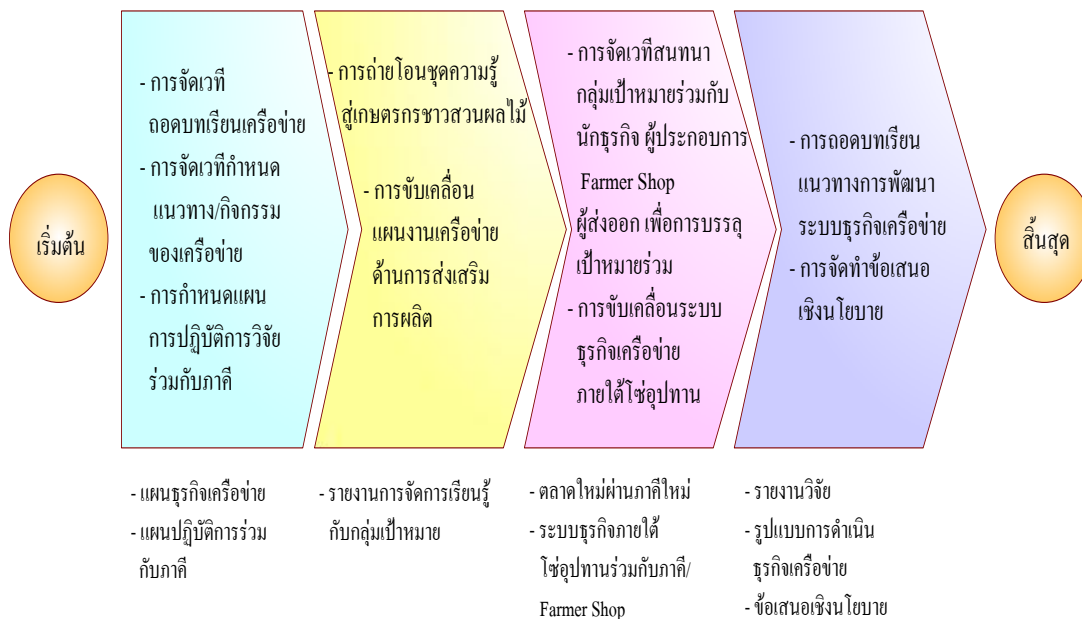 เริ่มต้น
- การจัดเวที
ถอดบทเรียนเครือข่าย
- การจัดเวทีกำหนด
แนวทาง/กิจกรรม
ของเครือข่าย
- การกำหนดแผน
การปฏิบัติการวิจัย
ร่วมกับภาคี
- การถ่ายโอนชุดความรู้
สู่เกษตรกรชาวสวนผลไม้
- การขับเคลื่อน
แผนงานเครือข่าย
ด้านการส่งเสริม
การผลิต
- การจัดเวทีสนทนา
กลุ่มเป้าหมายร่วมกับ
นักธุรกิจ ผู้ประกอบการ
Farmer Shop
ผู้ส่งออก เพื่อการบรรลุ
เป้าหมายร่วม
- การขับเคลื่อนระบบ
ธุรกิจเครือข่าย
ภายใต้โซ่อุปทาน
- การถอดบทเรียน
แนวทางการพัฒนา
ระบบธุรกิจเครือข่าย
- การจัดทำข้อเสนอ
เชิงนโยบาย
สิ้นสุด
- แผนธุรกิจเครือข่าย
- แผนปฏิบัติการร่วม
กับภาคี
- รายงานการจัดการเรียนรู้
กับกลุ่มเป้าหมาย
- ตลาดใหม่ผ่านภาคีใหม่
- ระบบธุรกิจภายใต้
โซ่อุปทานร่วมกับภาคี/
Farmer Shop
- รายงานวิจัย
- รูปแบบการดำเนิน
ธุรกิจเครือข่าย
- ข้อเสนอเชิงนโยบาย